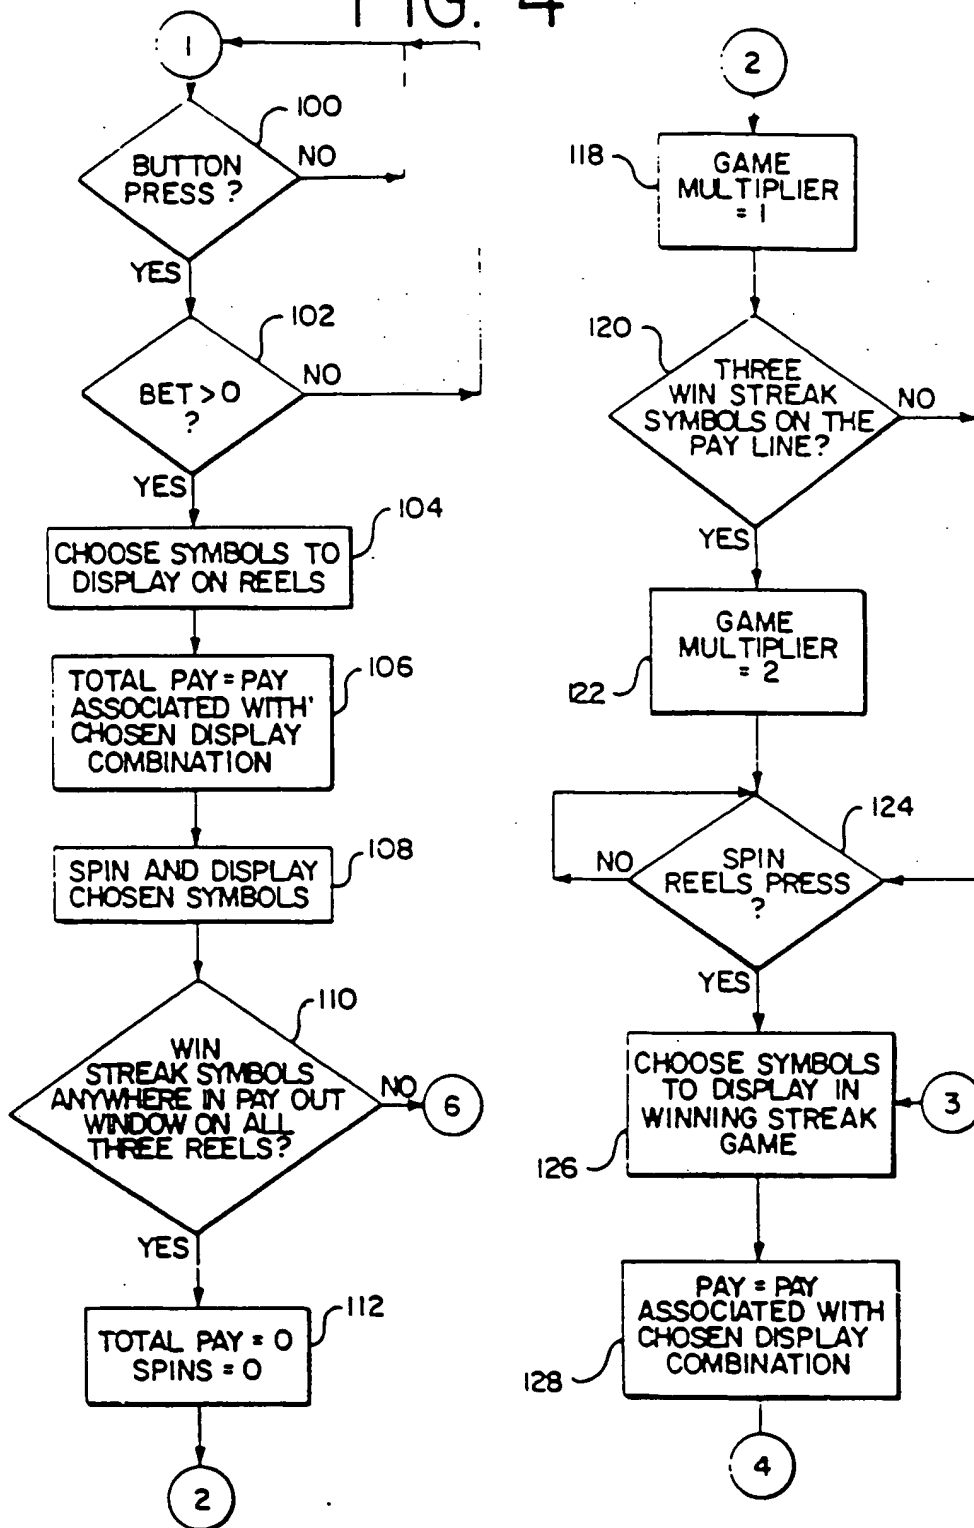 FIG. 4
1
100
BUTTON
PRESS ?
NO
YES
102
BET > 0
?
NO
YES
104
CHOOSE SYMBOLS TO
DISPLAY ON REELS
106
TOTAL PAY = PAY
ASSOCIATED WITH
CHOSEN DISPLAY
COMBINATION
108
SPIN AND DISPLAY
CHOSEN SYMBOLS
110
WIN
STREAK SYMBOLS
ANYWHERE IN PAY OUT
WINDOW ON ALL
THREE REELS?
NO
6
YES
112
TOTAL PAY = 0
SPINS = 0
2
2
118
GAME
MULTIPLIER
= 1
120
THREE
WIN STREAK
SYMBOLS ON THE
PAY LINE?
NO
YES
GAME
MULTIPLIER
= 2
122
124
SPIN
REELS PRESS
?
NO
YES
CHOOSE SYMBOLS
TO DISPLAY IN
WINNING STREAK
GAME
3
126
PAY = PAY
ASSOCIATED WITH
CHOSEN DISPLAY
COMBINATION
128
4